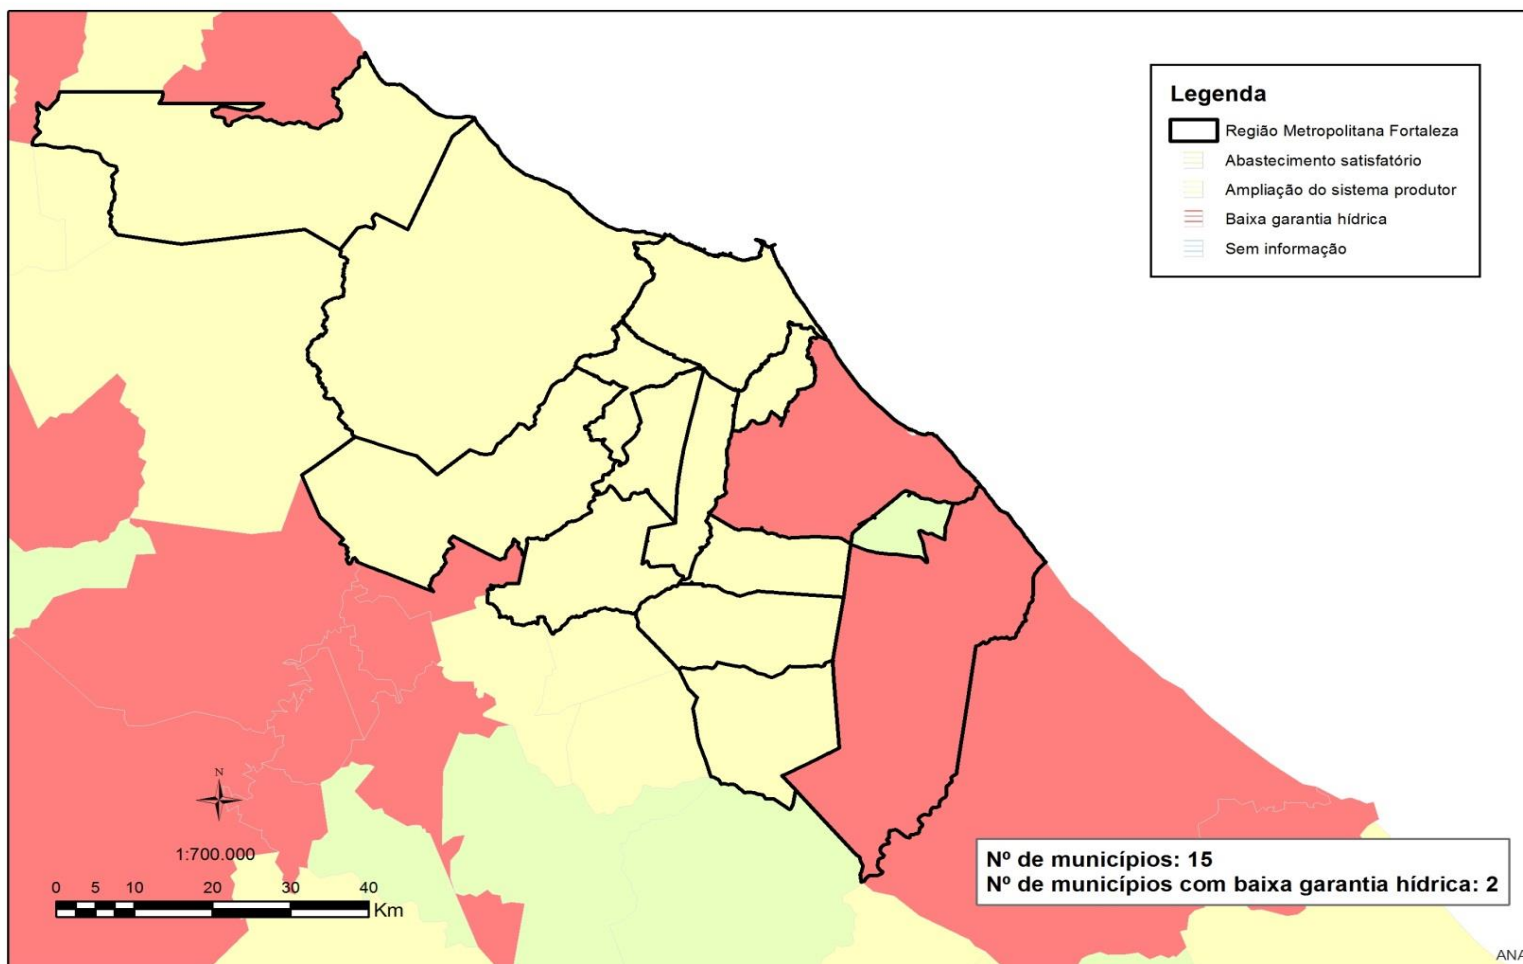 Legenda
Região Metropolitana Fortaleza
Abastecimento satisfatório
Ampliação do sistema produtor
Baixa garantia hídrica
Sem informação
N
1:700.000
0 5 10 20 30 40
Km
Nº de municípios: 15
Nº de municípios com baixa garantia hídrica: 2
ANA